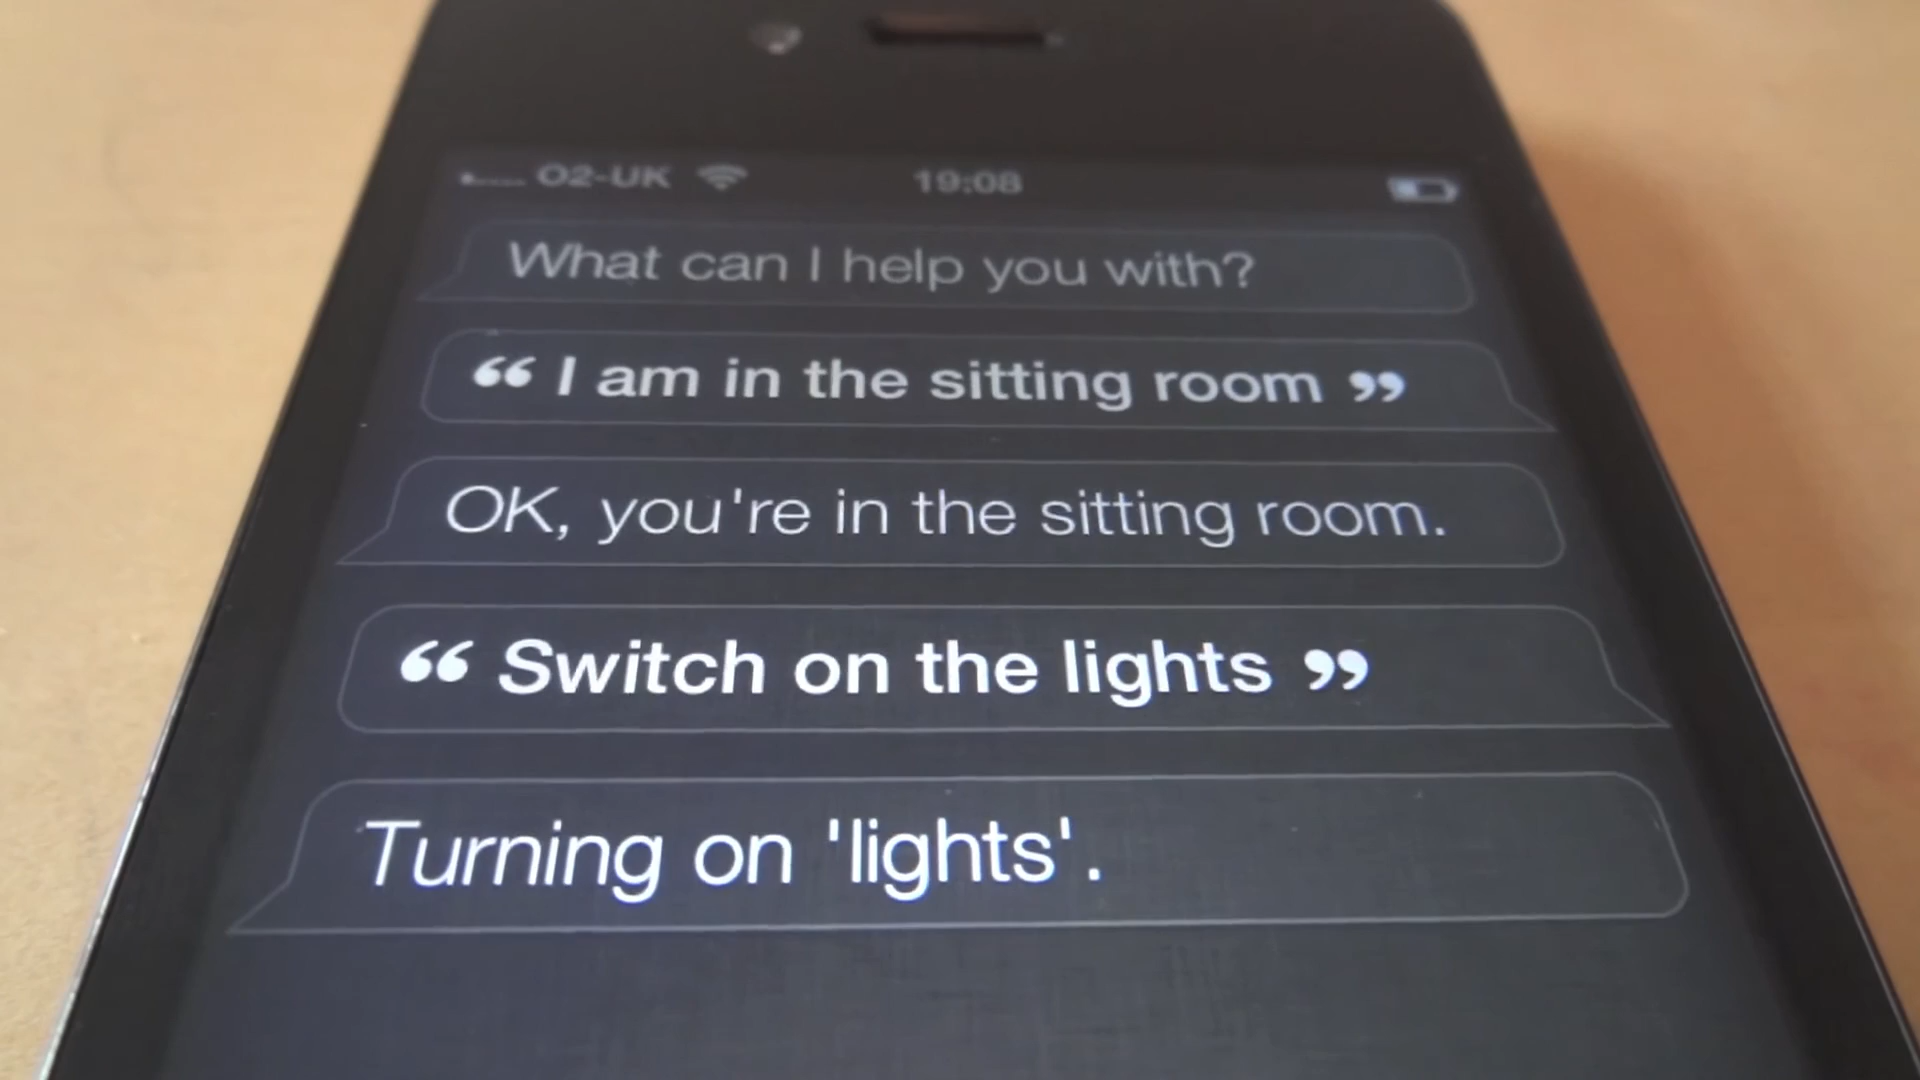 O2-UK 19:08
What can I help you with?
“ I am in the sitting room ”
OK, you're in the sitting room.
“ Switch on the lights ”
Turning on 'lights'.